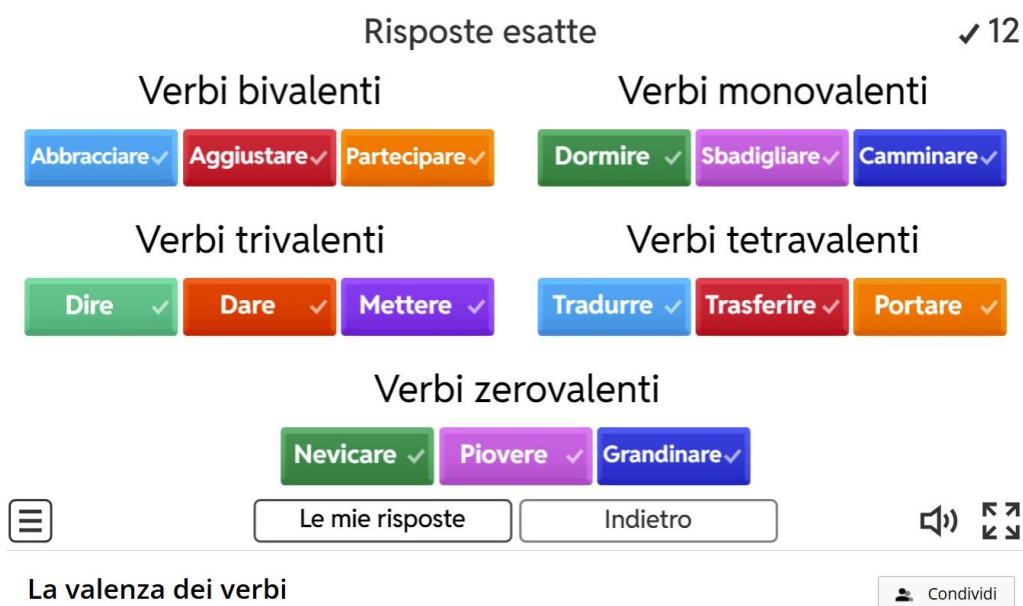 Risposte esatte
12
Verbi bivalenti
Abbracciare Aggiustare Partecipare
Verbi monovalenti
Dormire Sbadigliare Camminare
Verbi trivalenti
Dire Dare Mettere
Verbi tetravalenti
Tradurre Trasferire Portare
Verbi zerovalenti
Nevicare Piovere Grandinare
Le mie risposte
Indietro
La valenza dei verbi
Condividi